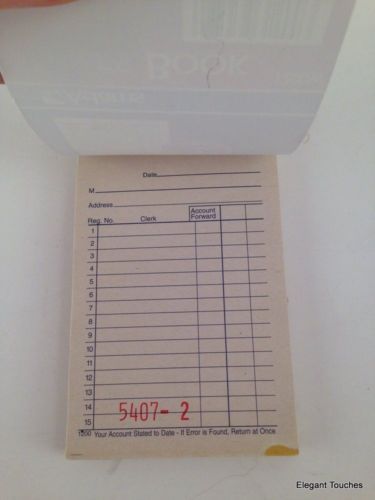 BOOK
Adams
Date
M
Address
Reg. No. Clerk Account Forward
1
2
3
4
5
6
7
8
9
10
11
12
13
14
15
5407-2
1200 Your Account Stated to Date - If Error is Found, Return at Once
Elegant Touches